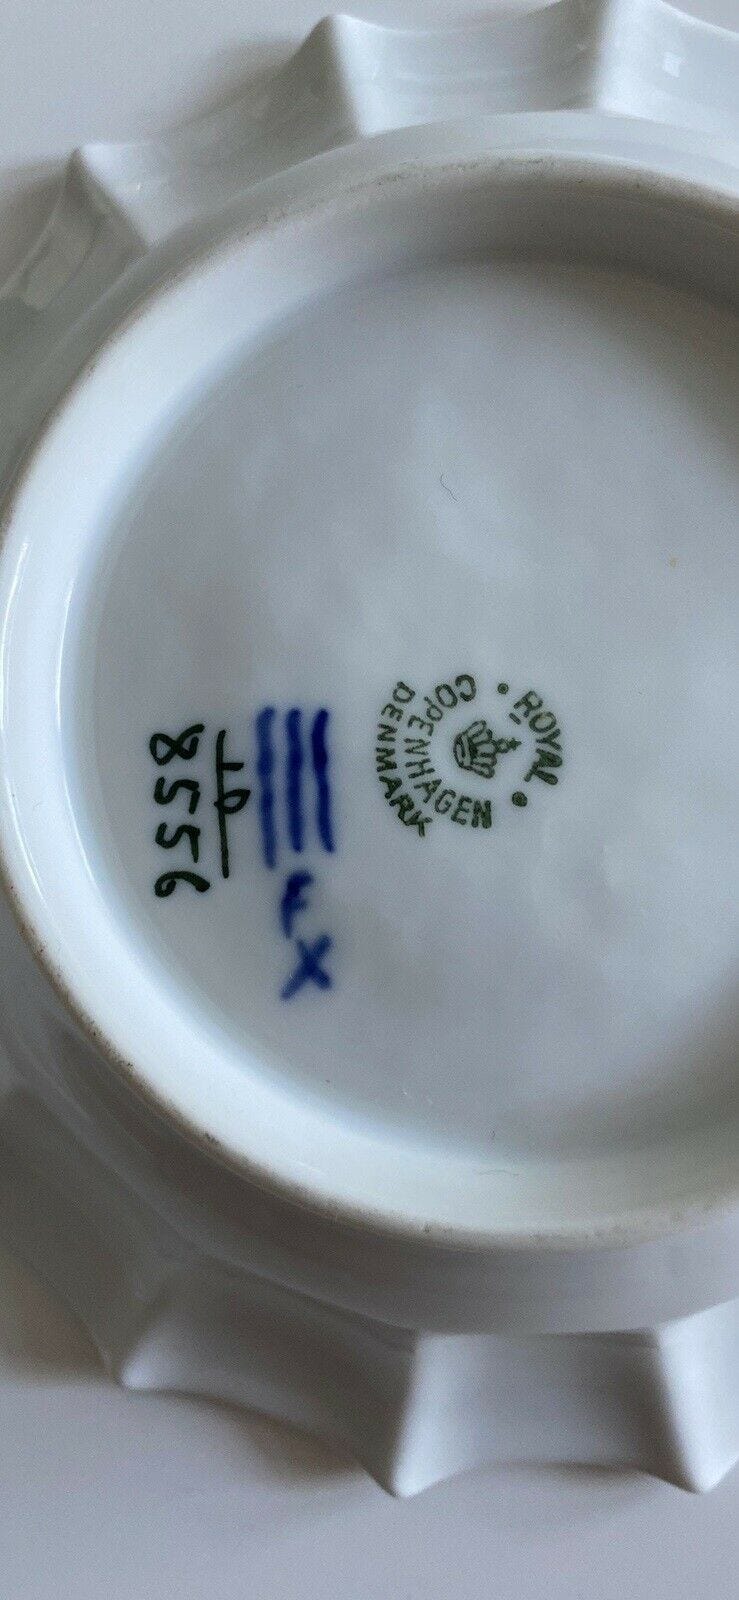 ROYAL
COPENHAGEN
DENMARK
F X
8556